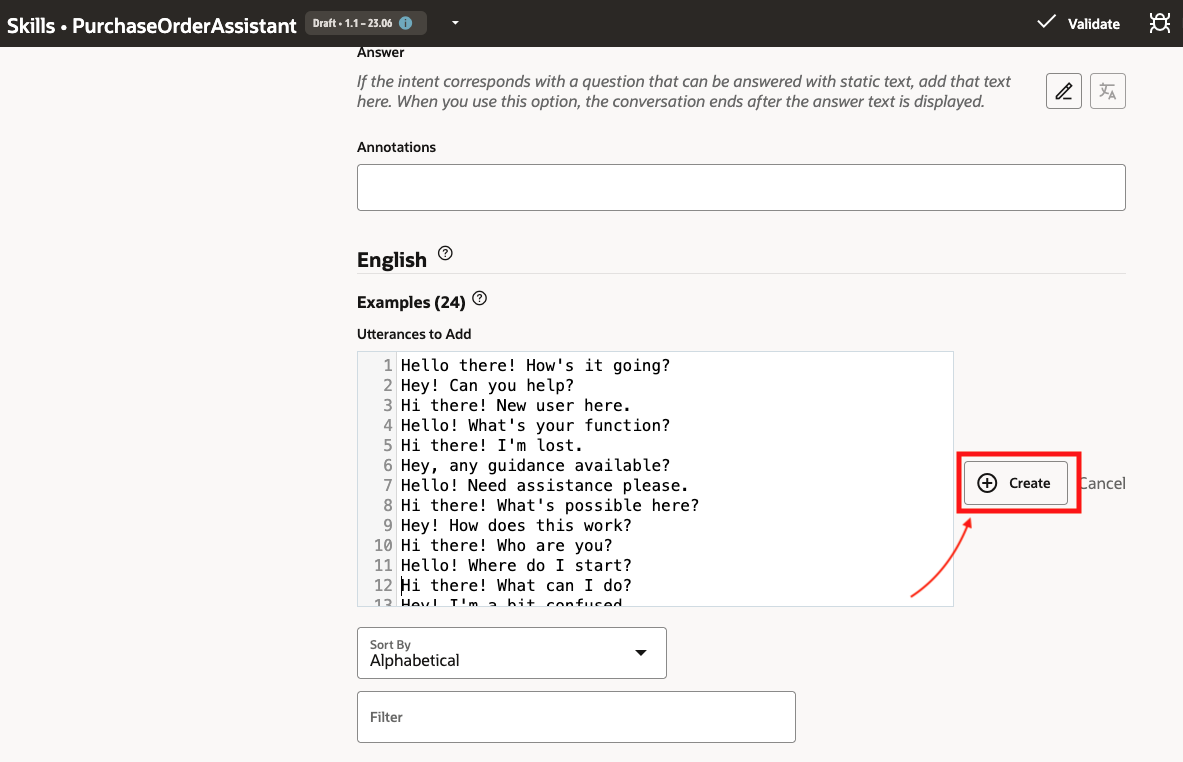 Skills • PurchaseOrderAssistant
Draft • 1.1 – 23.06
Validate
Answer
If the intent corresponds with a question that can be answered with static text, add that text
here. When you use this option, the conversation ends after the answer text is displayed.
Annotations
English
Examples (24)
Utterances to Add
1 Hello there! How's it going?
2 Hey! Can you help?
3 Hi there! New user here.
4 Hello! What's your function?
5 Hi there! I'm lost.
6 Hey, any guidance available?
7 Hello! Need assistance please.
8 Hi there! What's possible here?
9 Hey! How does this work?
10 Hi there! Who are you?
11 Hello! Where do I start?
12 Hi there! What can I do?
13 Hey! I'm a bit confused
Create
Cancel
Sort By
Alphabetical
Filter